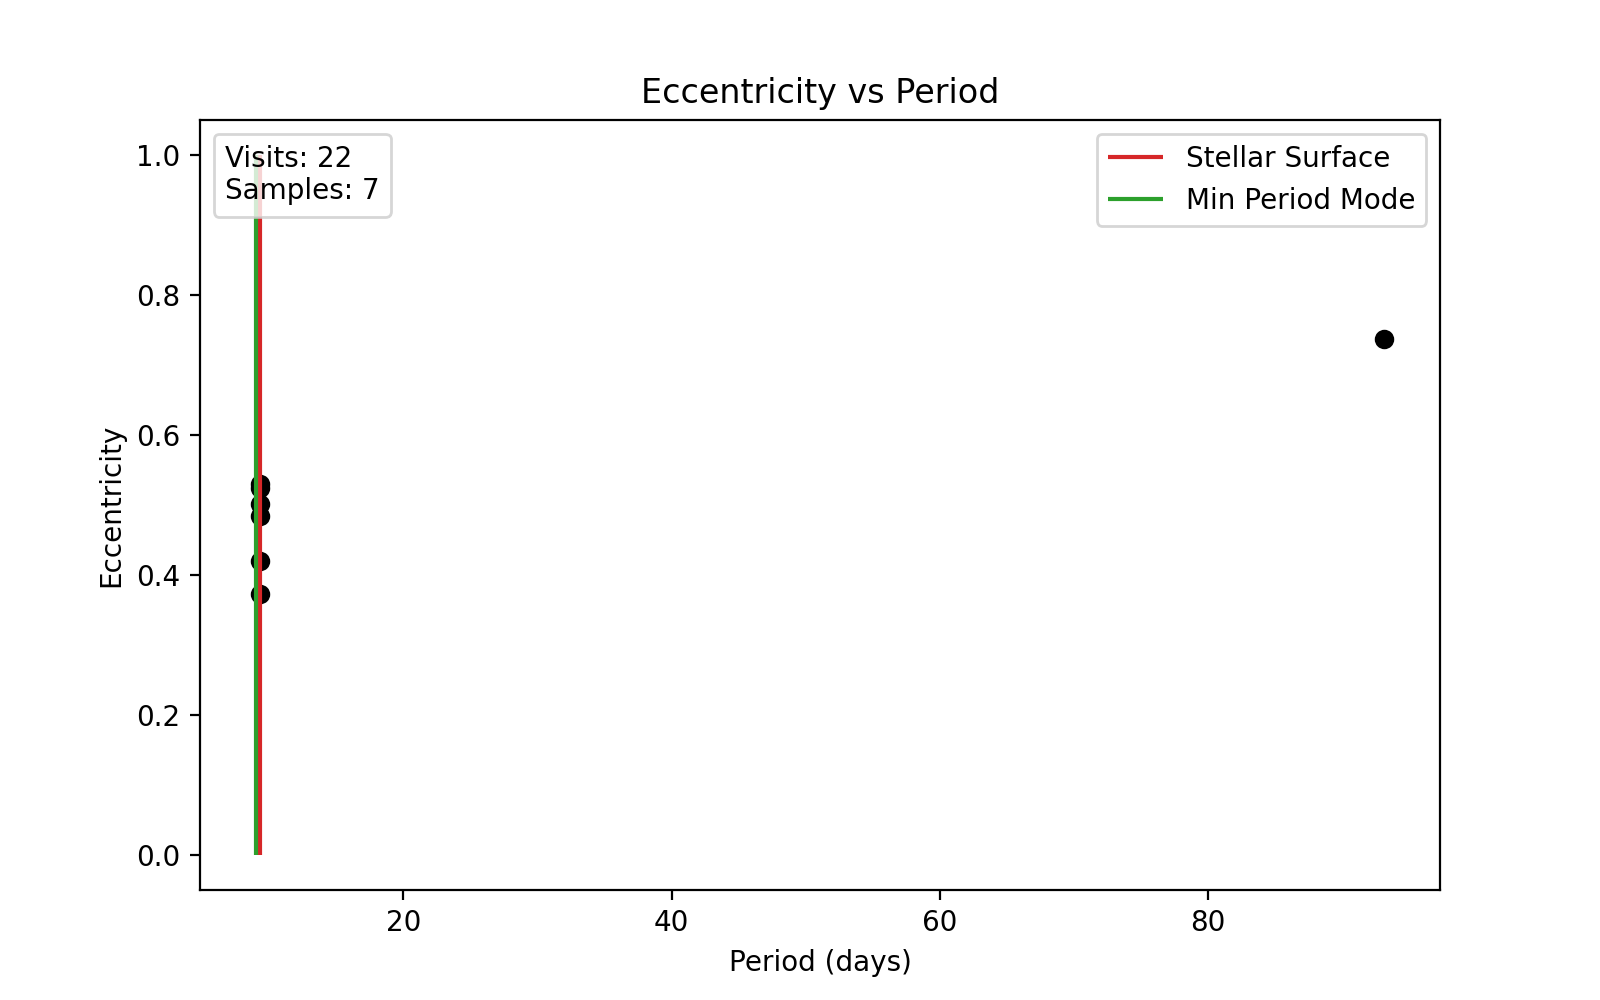 Eccentricity vs Period
Visits: 22
Samples: 7
Stellar Surface
Min Period Mode
1.0
0.8
0.6
0.4
0.2
0.0
Eccentricity
20
40
60
80
Period (days)